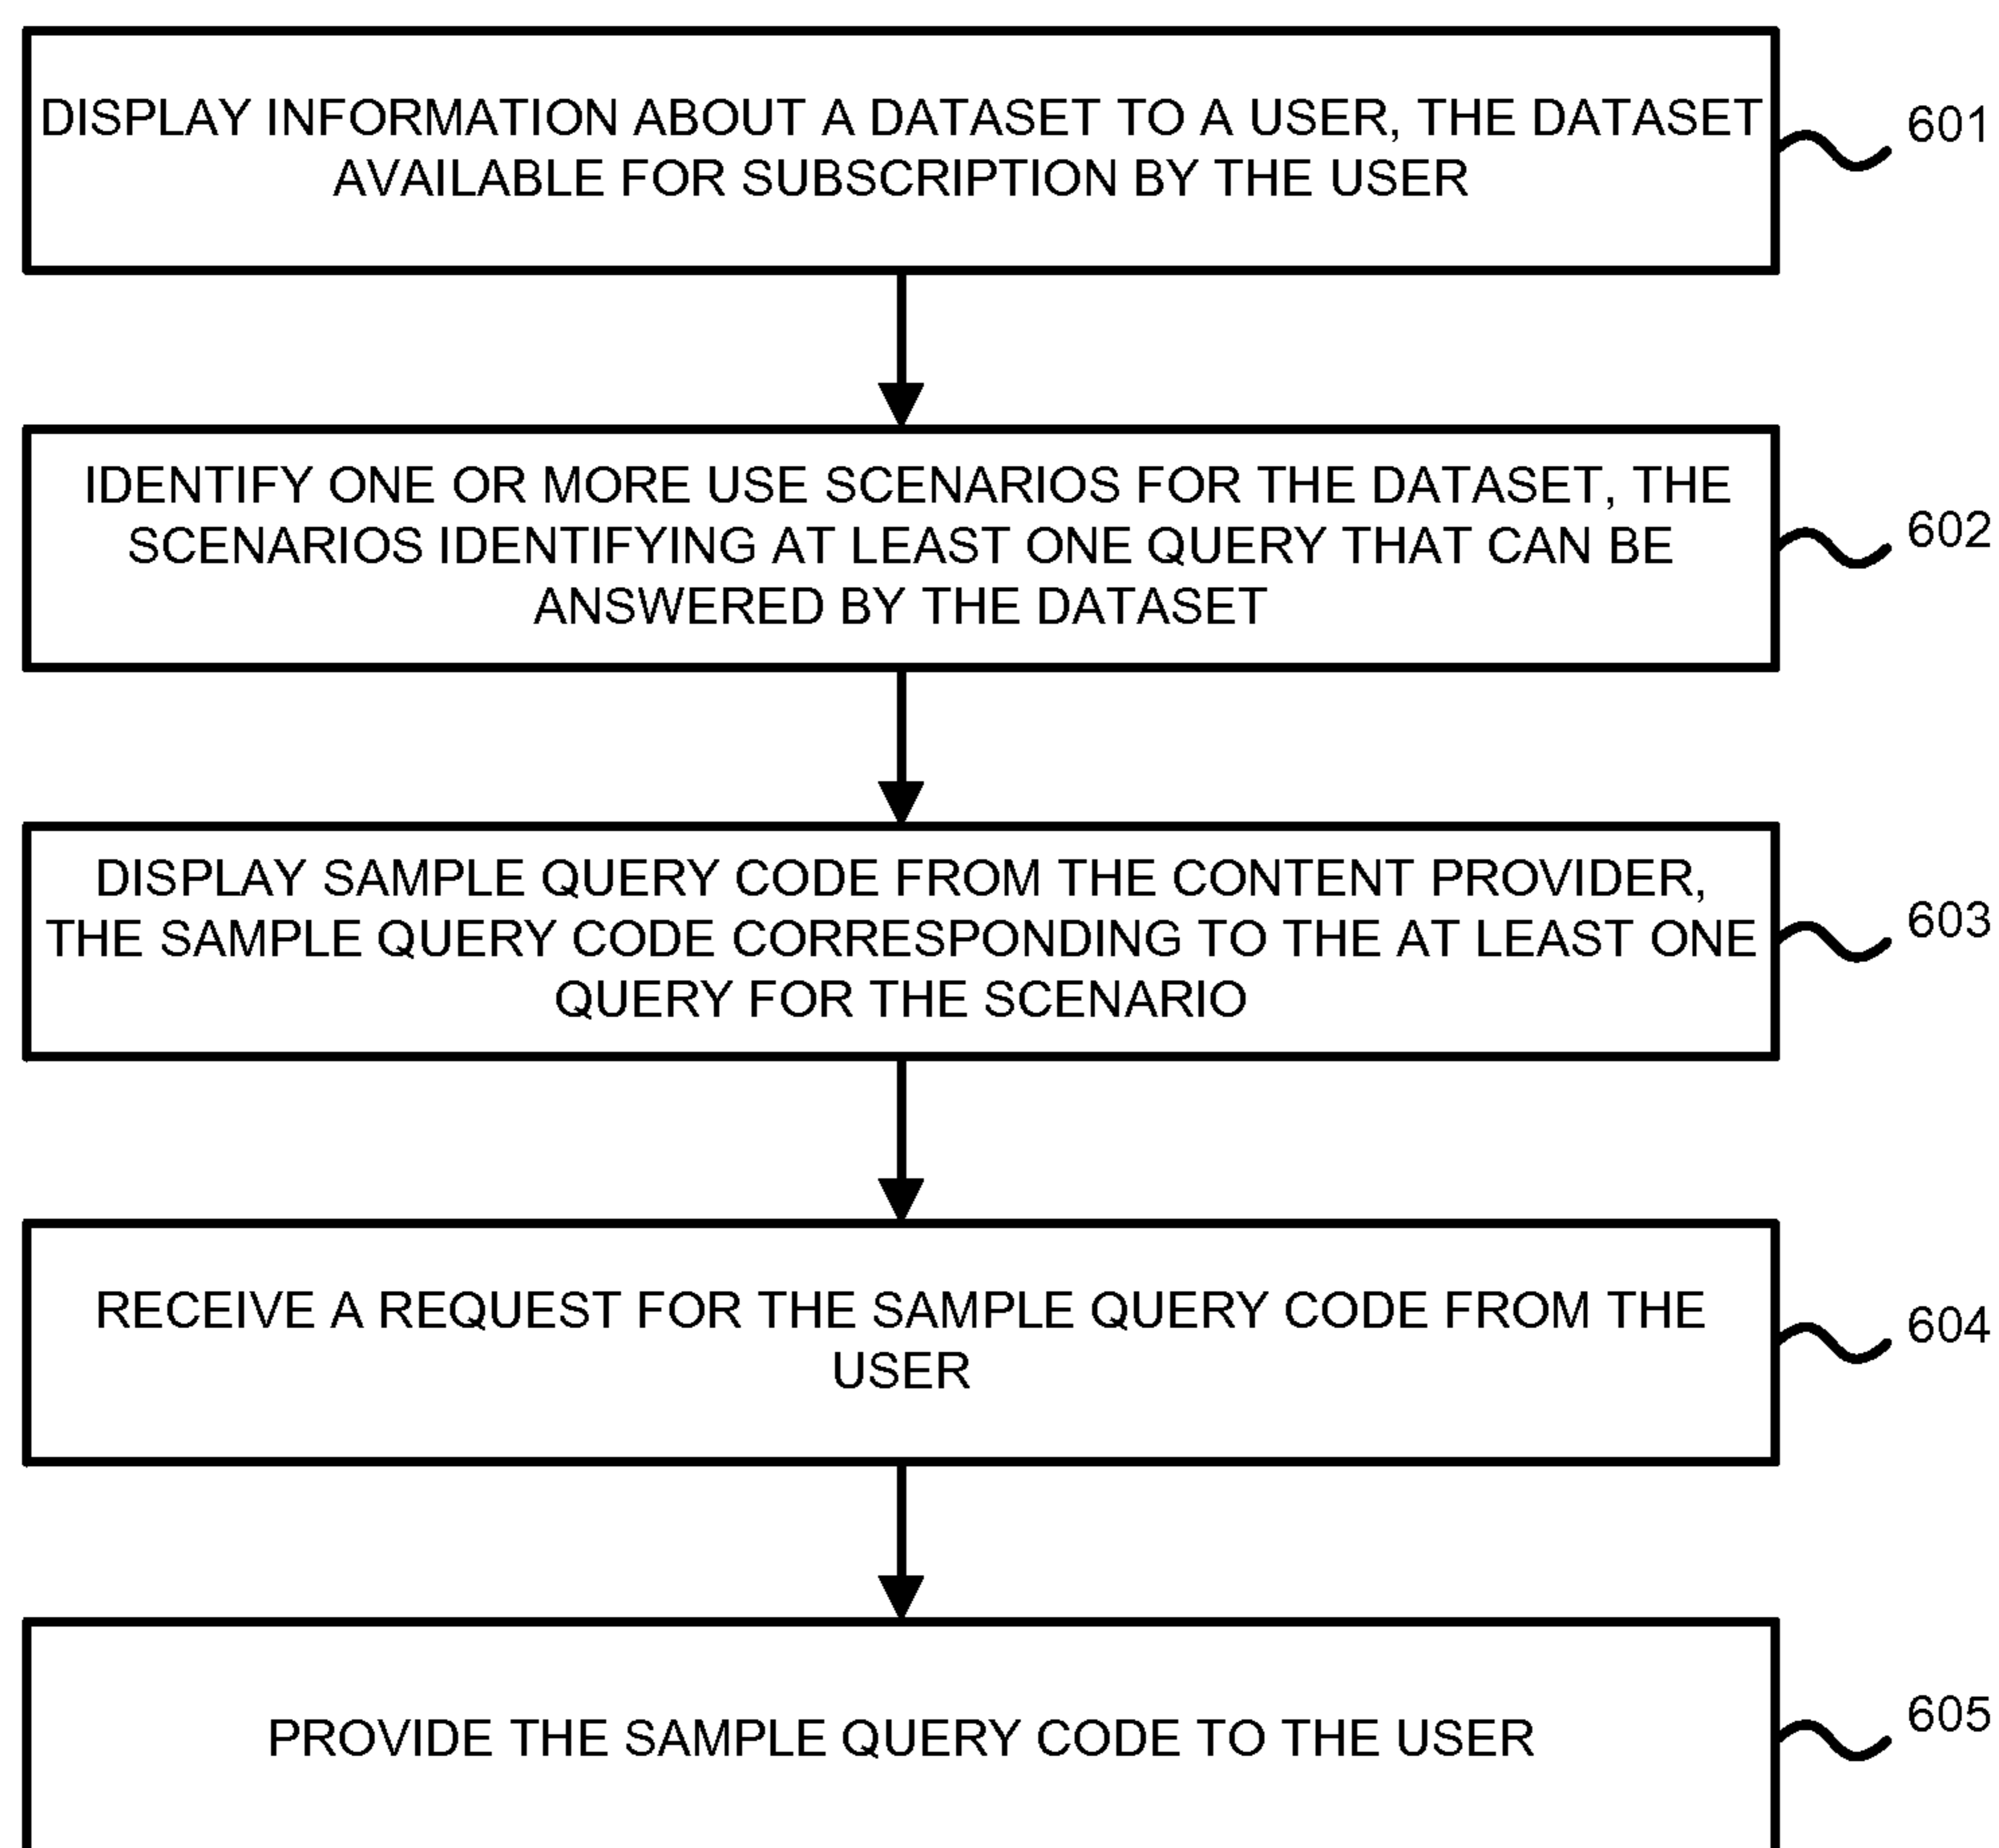 DISPLAY INFORMATION ABOUT A DATASET TO A USER, THE DATASET
AVAILABLE FOR SUBSCRIPTION BY THE USER
601
IDENTIFY ONE OR MORE USE SCENARIOS FOR THE DATASET, THE
SCENARIOS IDENTIFYING AT LEAST ONE QUERY THAT CAN BE
ANSWERED BY THE DATASET
602
DISPLAY SAMPLE QUERY CODE FROM THE CONTENT PROVIDER,
THE SAMPLE QUERY CODE CORRESPONDING TO THE AT LEAST ONE
QUERY FOR THE SCENARIO
603
RECEIVE A REQUEST FOR THE SAMPLE QUERY CODE FROM THE
USER
604
PROVIDE THE SAMPLE QUERY CODE TO THE USER
605